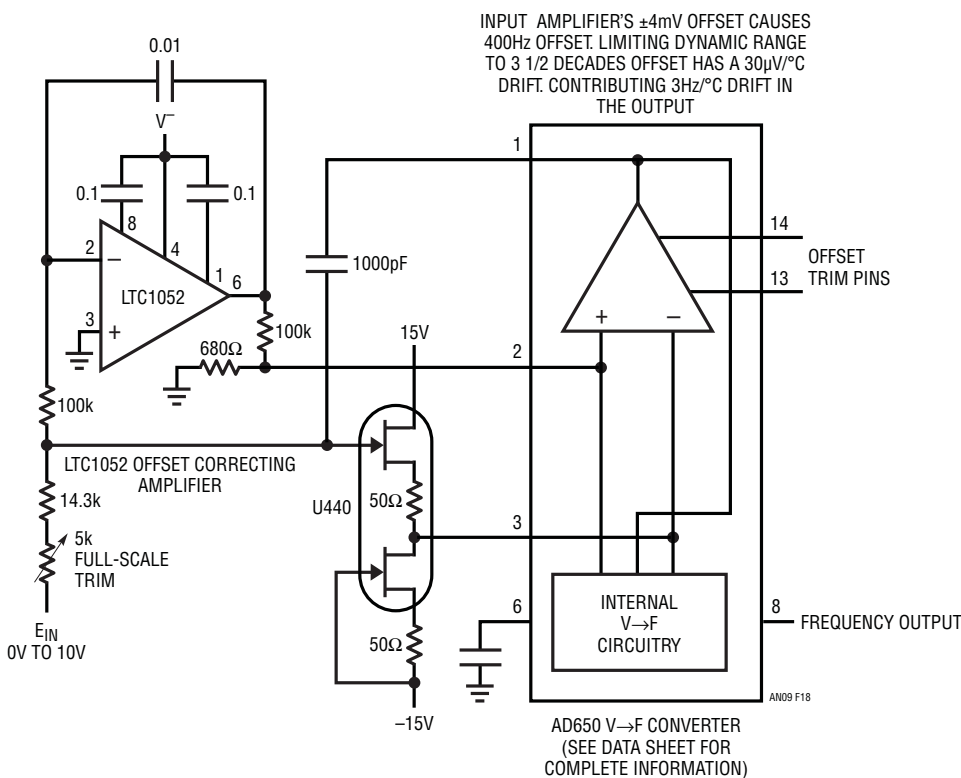 INPUT AMPLIFIER'S ±4mV OFFSET CAUSES
400Hz OFFSET. LIMITING DYNAMIC RANGE
TO 3 1/2 DECADES OFFSET HAS A 30µV/°C
DRIFT. CONTRIBUTING 3Hz/°C DRIFT IN
THE OUTPUT
0.01
V–
0.1
0.1
8
4
1
2
–
LTC1052
6
3
+
100k
680Ω
100k
LTC1052 OFFSET CORRECTING
AMPLIFIER
14.3k
5k
FULL-SCALE
TRIM
EIN
0V TO 10V
1000pF
15V
U440
50Ω
50Ω
–15V
1
2
3
6
+
–
14
OFFSET
TRIM PINS
13
INTERNAL
V→F
CIRCUITRY
8
FREQUENCY OUTPUT
AN09 F18
AD650 V→F CONVERTER
(SEE DATA SHEET FOR
COMPLETE INFORMATION)